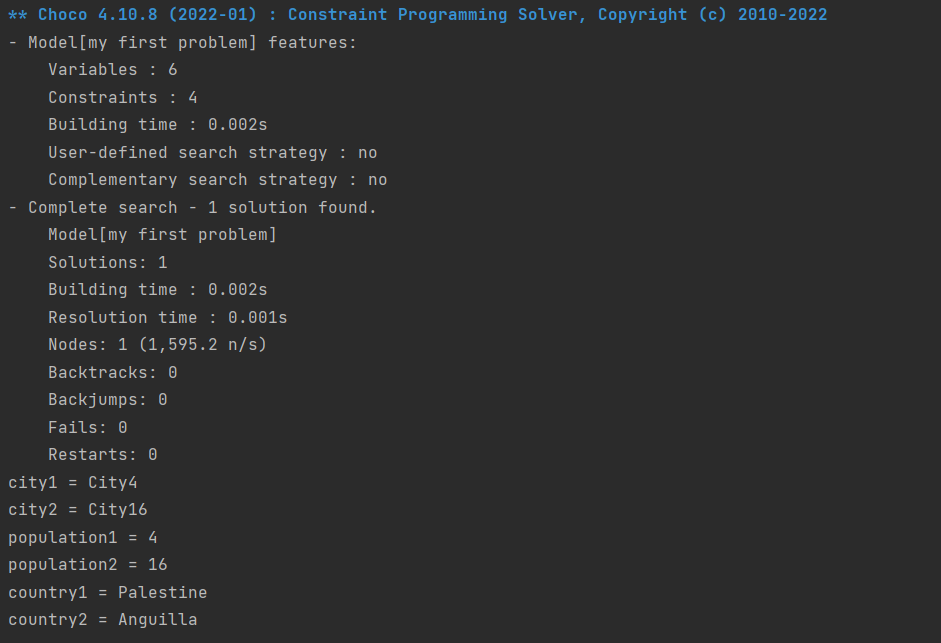 ** Choco 4.10.8 (2022-01) : Constraint Programming Solver, Copyright (c) 2010-2022
- Model[my first problem] features:
    Variables : 6
    Constraints : 4
    Building time : 0.002s
    User-defined search strategy : no
    Complementary search strategy : no
- Complete search - 1 solution found.
    Model[my first problem]
    Solutions: 1
    Building time : 0.002s
    Resolution time : 0.001s
    Nodes: 1 (1,595.2 n/s)
    Backtracks: 0
    Backjumps: 0
    Fails: 0
    Restarts: 0
city1 = City4
city2 = City16
population1 = 4
population2 = 16
country1 = Palestine
country2 = Anguilla